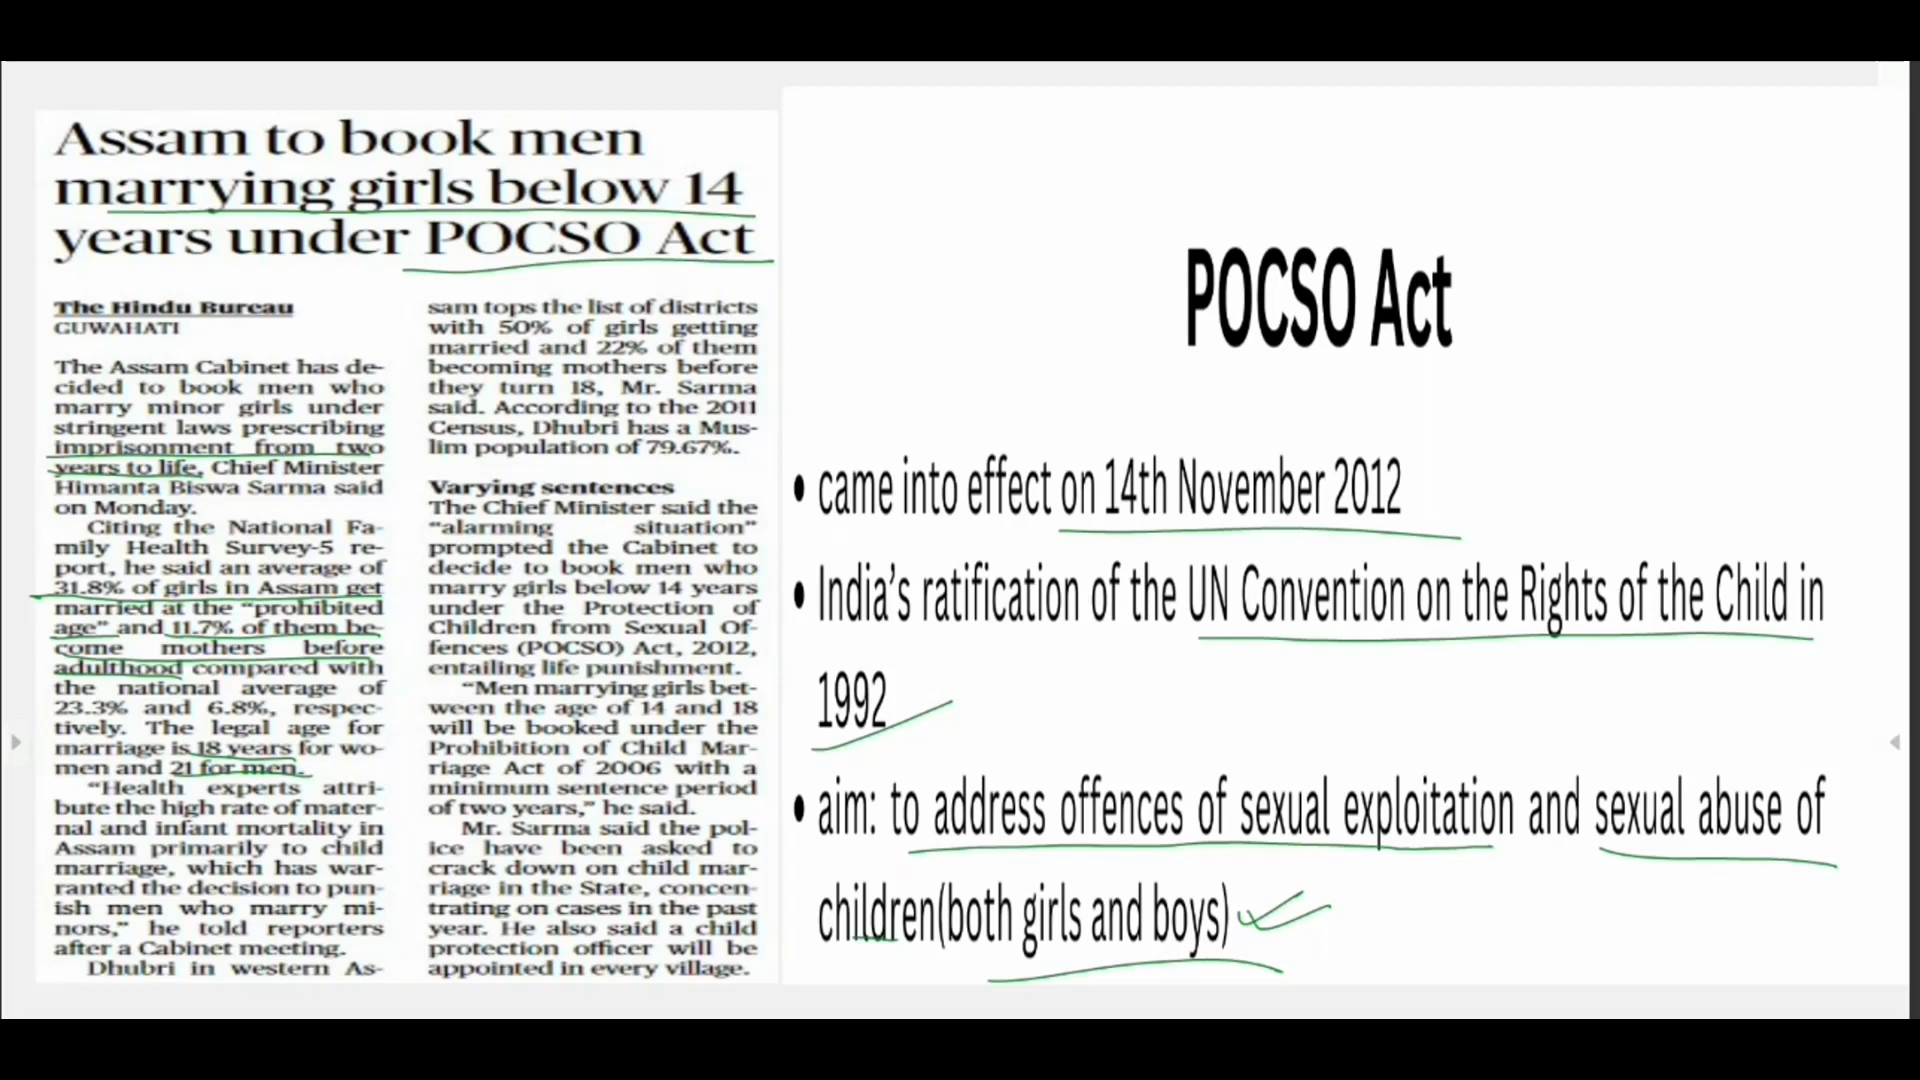 Assam to book men
marrying girls below 14
years under POCSO Act
The Hindu Bureau
GUWAHATI
The Assam Cabinet has de-
cided to book men who
marry minor girls under
stringent laws prescribing
imprisonment from two
years to life, Chief Minister
Himanta Biswa Sarma said
on Monday.
Citing the National Fa-
mily Health Survey-5 re-
port, he said an average of
31.8% of girls in Assam get
married at the “prohibited
age” and 11.7% of them be-
come mothers before
adulthood compared with
the national average of
23.3% and 6.8%, respec-
tively. The legal age for
marriage is 18 years for wo-
men and 21 for men.
“Health experts attri-
bute the high rate of mater-
nal and infant mortality in
Assam primarily to child
marriage, which has war-
ranted the decision to pun-
ish men who marry mi-
nors,” he told reporters
after a Cabinet meeting.
Dhubri in western As-
sam tops the list of districts
with 50% of girls getting
married and 22% of them
becoming mothers before
they turn 18, Mr. Sarma
said. According to the 2011
Census, Dhubri has a Mus-
lim population of 79.67%.
Varying sentences
The Chief Minister said the
“alarming situation”
prompted the Cabinet to
decide to book men who
marry girls below 14 years
under the Protection of
Children from Sexual Of-
fences (POCSO) Act, 2012,
entailing life punishment.
“Men marrying girls bet-
ween the age of 14 and 18
will be booked under the
Prohibition of Child Mar-
riage Act of 2006 with a
minimum sentence period
of two years,” he said.
Mr. Sarma said the pol-
ice have been asked to
crack down on child mar-
riage in the State, concen-
trating on cases in the past
year. He also said a child
protection officer will be
appointed in every village.
POCSO Act
• came into effect on 14th November 2012
• India’s ratification of the UN Convention on the Rights of the Child in
1992
• aim: to address offences of sexual exploitation and sexual abuse of
children(both girls and boys)